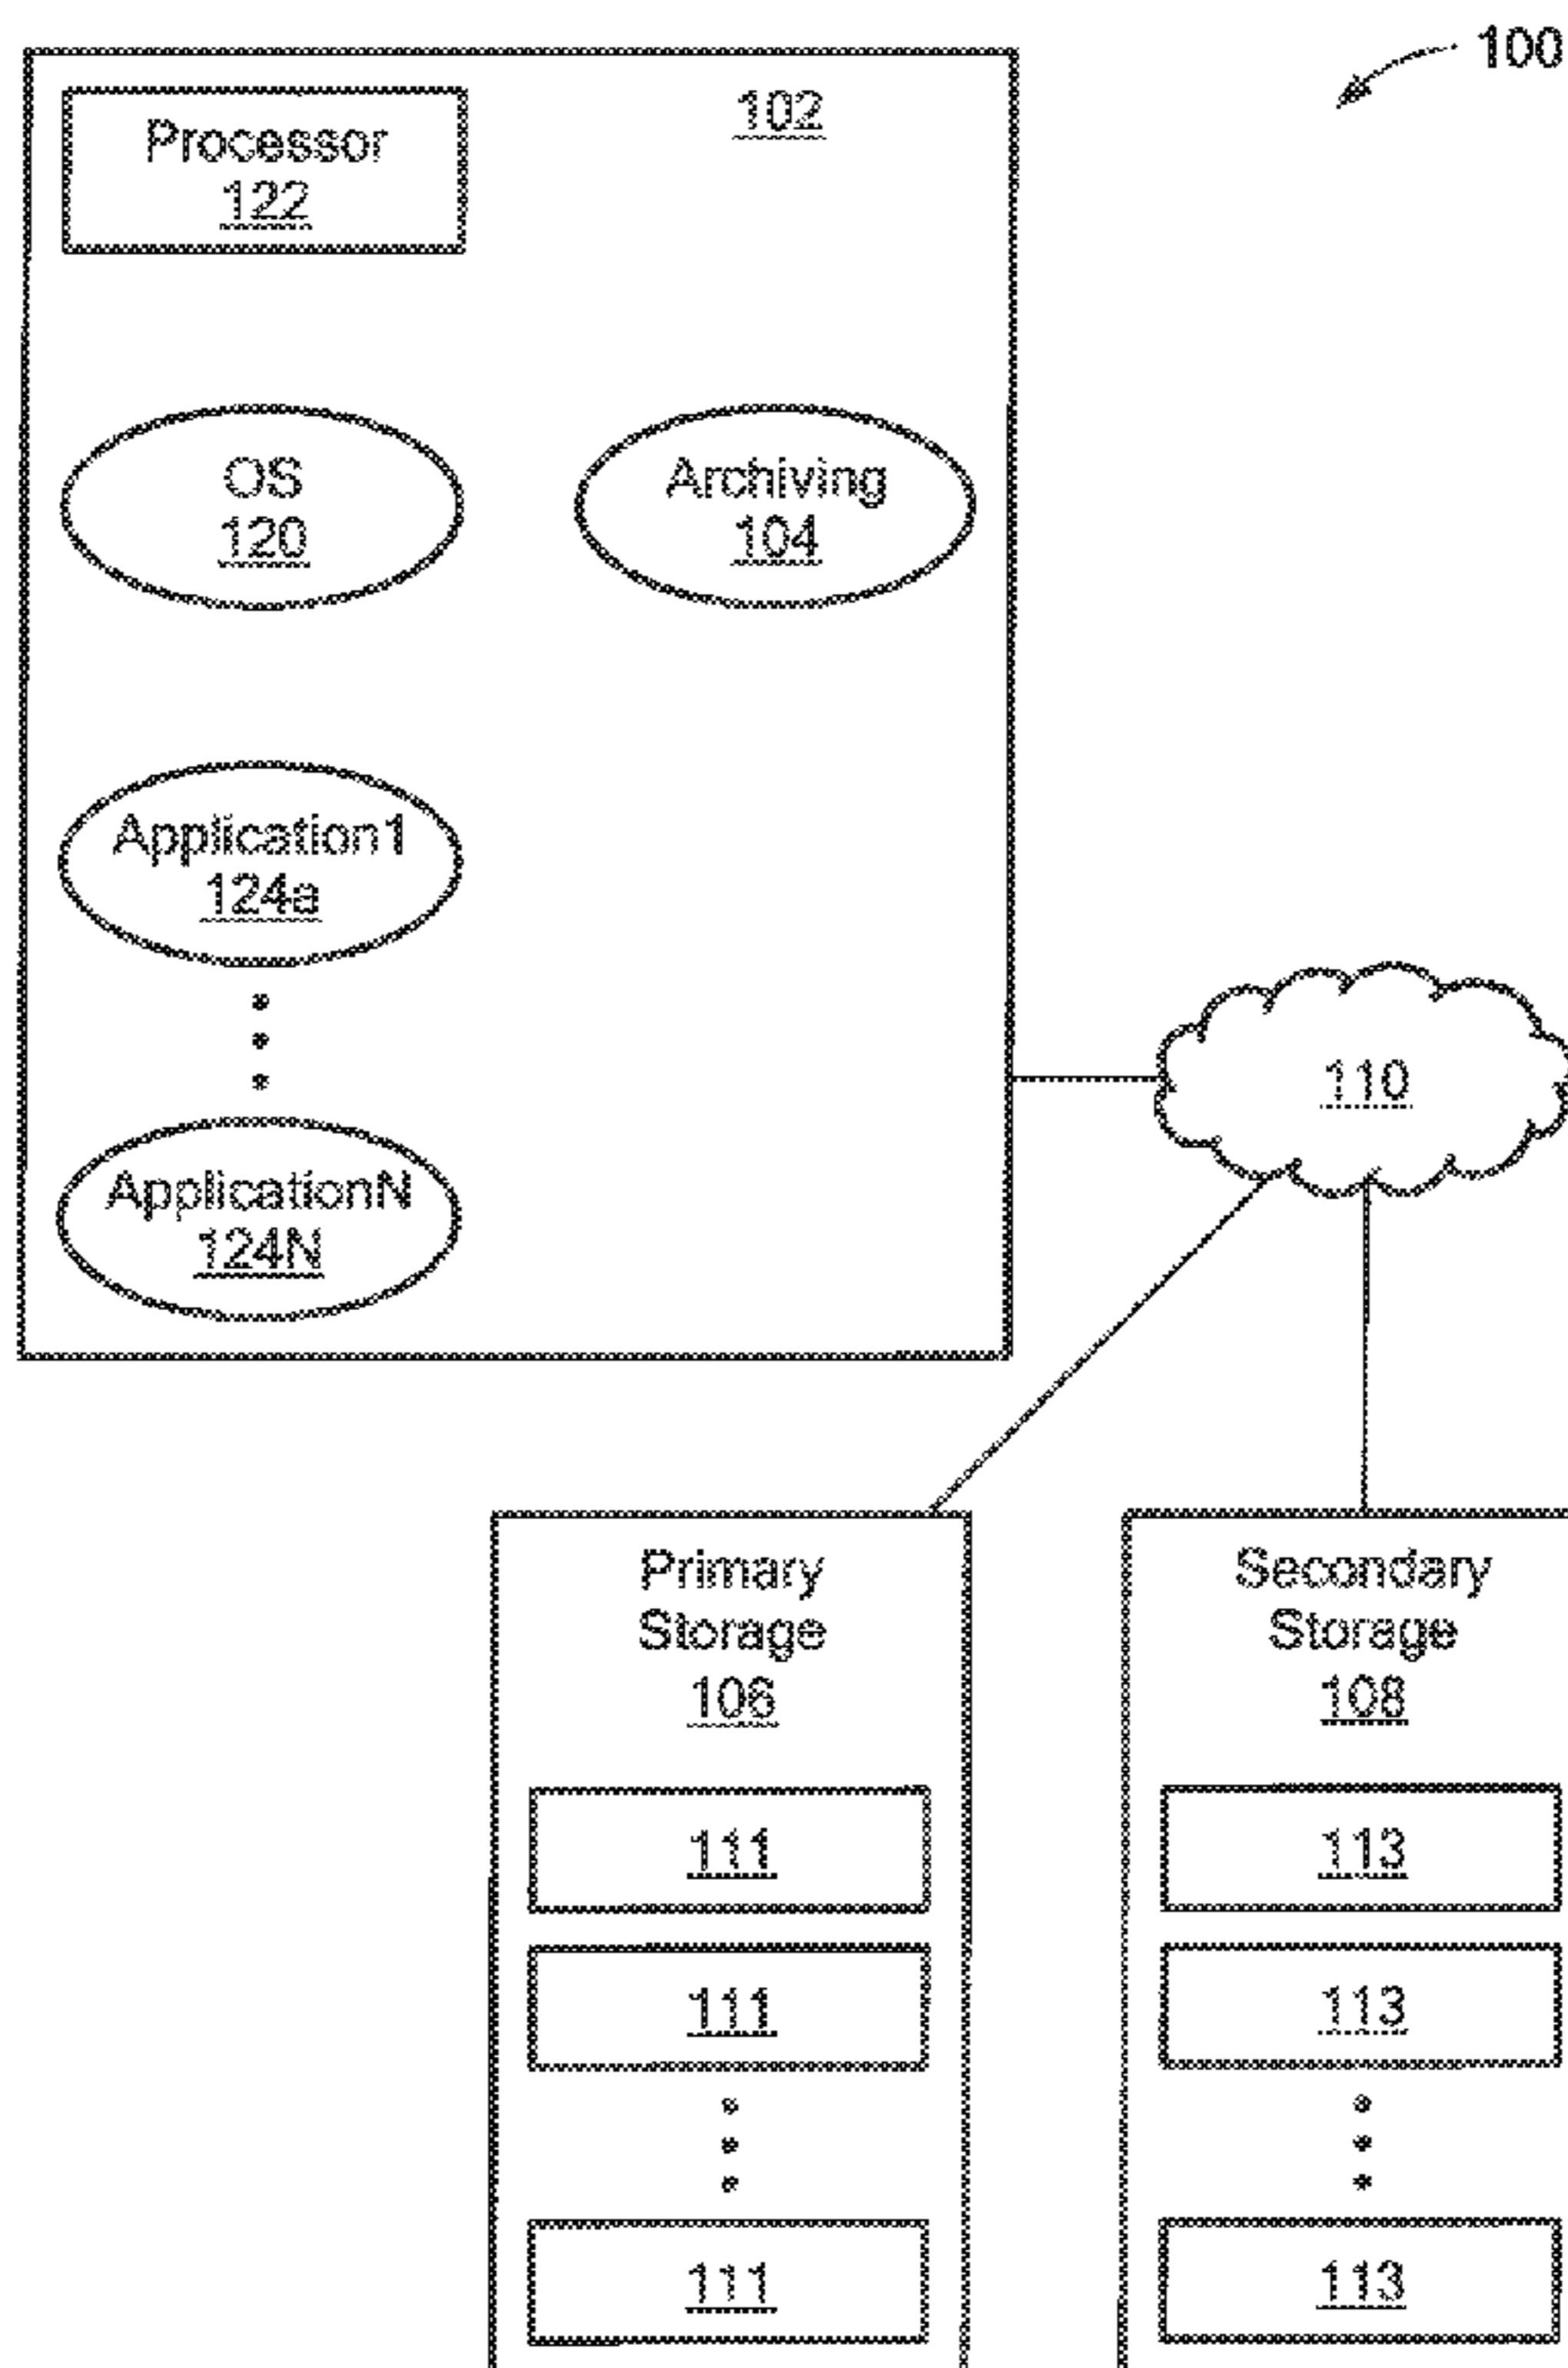 100
102
Processor
122
OS
120
Archiving
104
Application1
124a
ApplicationN
124N
110
Primary
Storage
106
111
111
111
Secondary
Storage
108
113
113
113